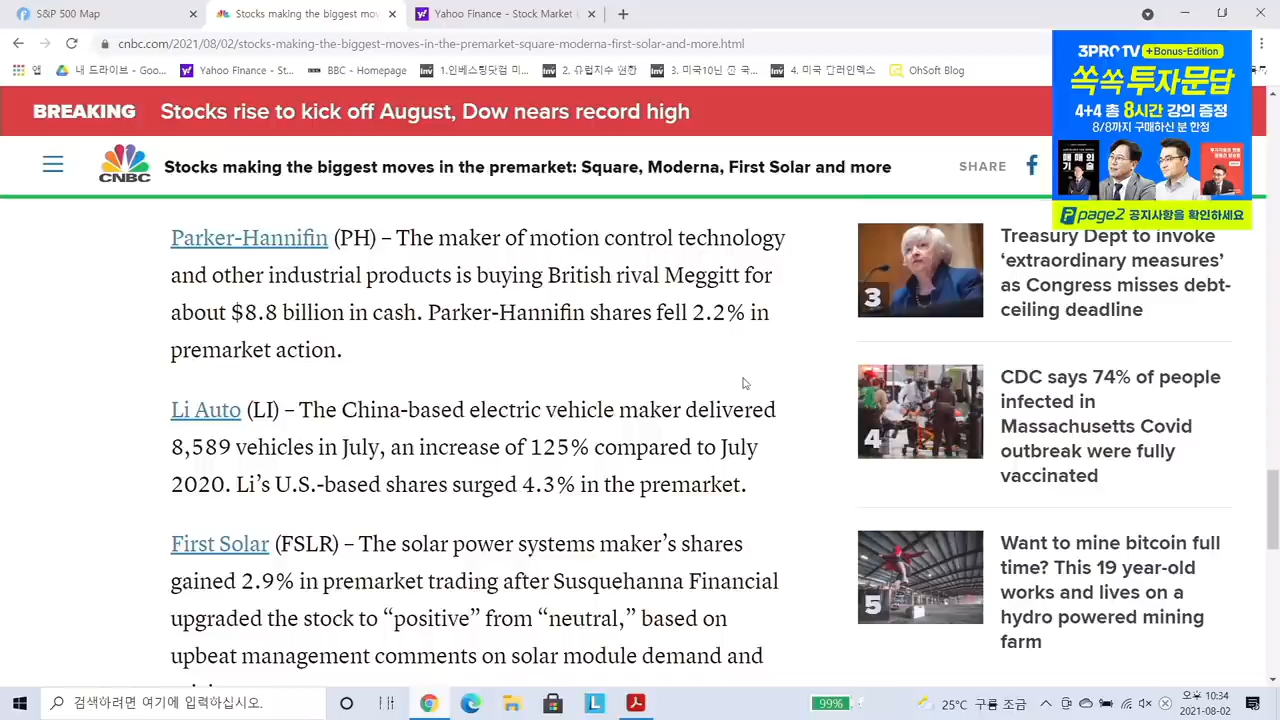 S&P 500 Map
Stocks making the biggest mo
Yahoo Finance - Stock Market
cnbc.com/2021/08/02/stocks-making-the-biggest-moves-in-the-premarket-square-moderna-first-solar-and-more.html
앱 내 드라이브 - Goo... Yahoo Finance - St... BBC - Homepage 1.인베스팅닷컴 미... 2. 유럽지수 현황 3. 미국10년 준 국... 4. 미국 달러인덱스 OhSoft Blog
BREAKING Stocks rise to kick off August, Dow nears record high
CNBC
Stocks making the biggest moves in the premarket: Square, Moderna, First Solar and more
SHARE
3PROTV +Bonus-Edition
쏙쏙 투자문답
4+4 총 8시간 강의 증정
8/8까지 구매하신 분 한정
page2 공지사항을 확인하세요
Parker-Hannifin (PH) – The maker of motion control technology
and other industrial products is buying British rival Meggitt for
about $8.8 billion in cash. Parker-Hannifin shares fell 2.2% in
premarket action.
Li Auto (LI) – The China-based electric vehicle maker delivered
8,589 vehicles in July, an increase of 125% compared to July
2020. Li’s U.S.-based shares surged 4.3% in the premarket.
First Solar (FSLR) – The solar power systems maker’s shares
gained 2.9% in premarket trading after Susquehanna Financial
upgraded the stock to “positive” from “neutral,” based on
upbeat management comments on solar module demand and
3
Treasury Dept to invoke
‘extraordinary measures’
as Congress misses debt-
ceiling deadline
4
CDC says 74% of people
infected in
Massachusetts Covid
outbreak were fully
vaccinated
5
Want to mine bitcoin full
time? This 19 year-old
works and lives on a
hydro powered mining
farm
검색하려면 여기에 입력하십시오.
99%
25°C 구름 조금
오후 10:34
2021-08-02